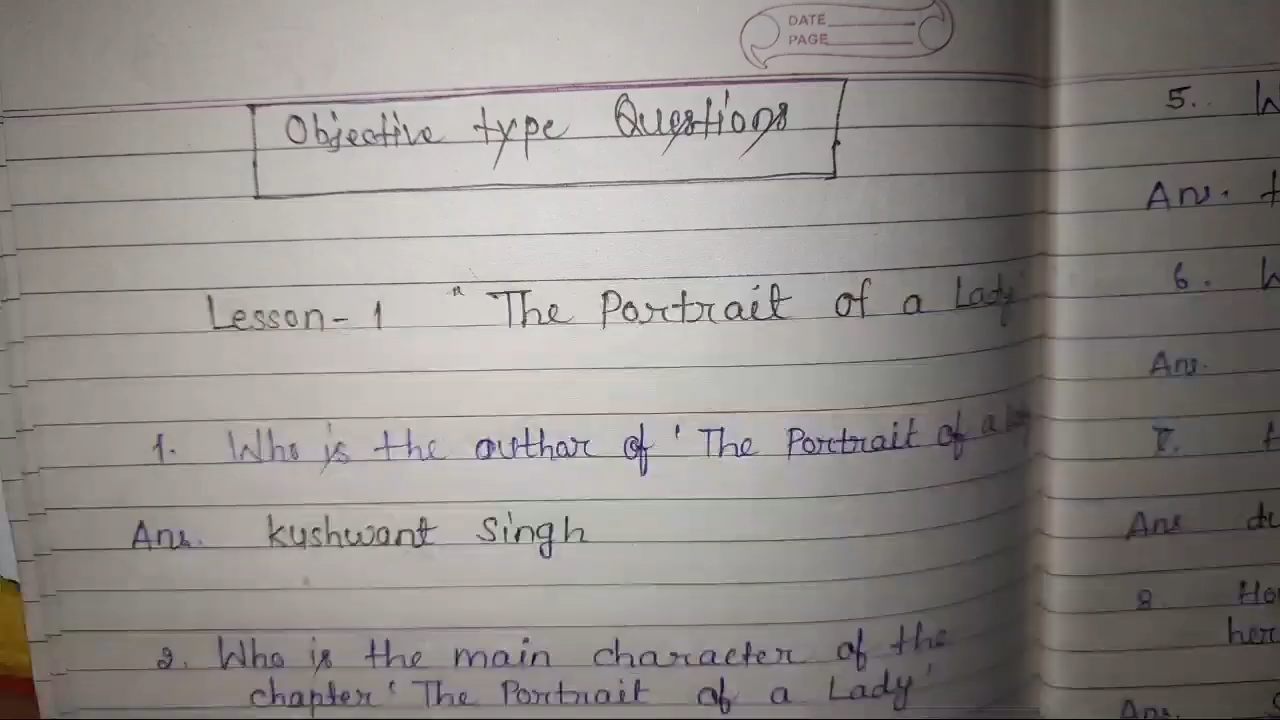 DATE
PAGE
Objective type Questions
Lesson- 1 " The Portrait of a Lady
1. Who is the author of ' The Portrait of a
Ans. Kushwant Singh
2. Who is the main character of the
chapter ' The Portrait of a Lady'
5.
Ans.
6.
Ans.
7.
Ans
8
her
Ans.